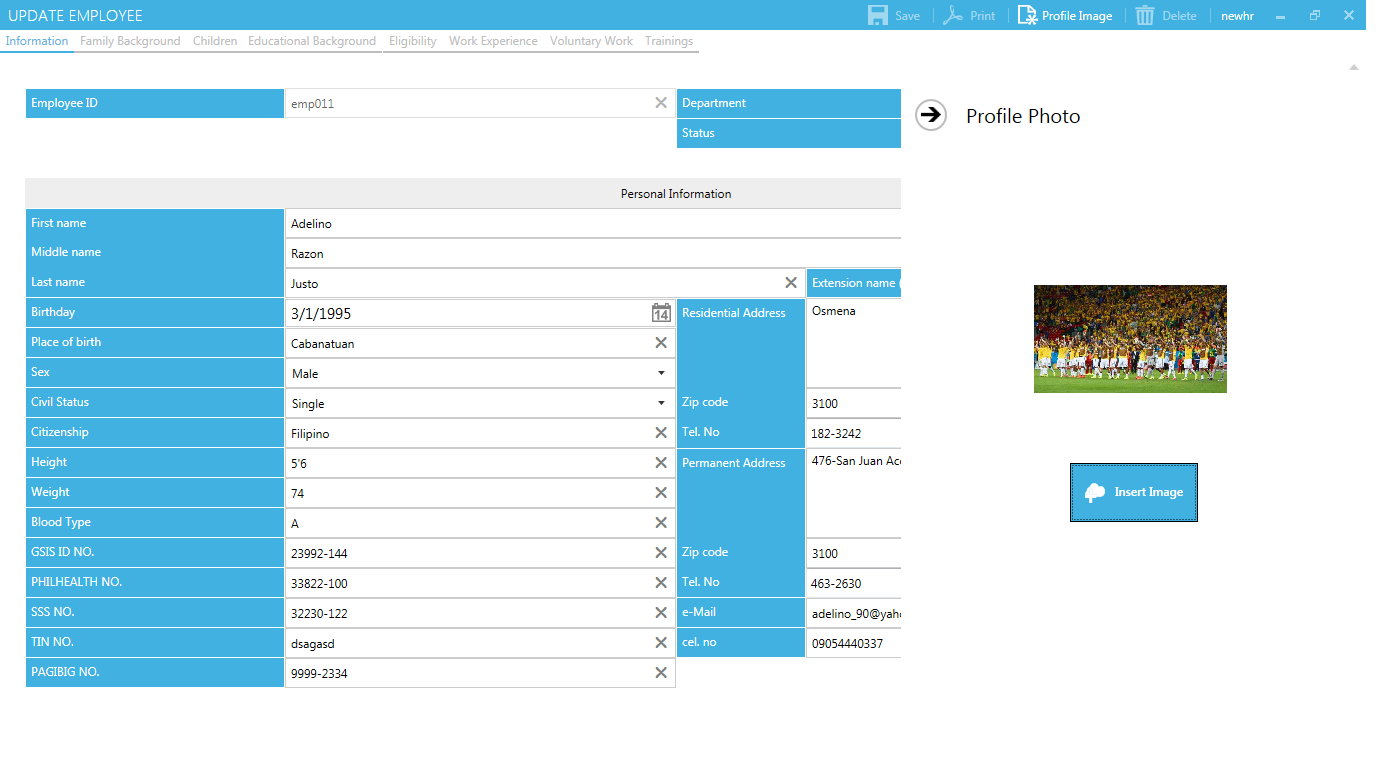 UPDATE EMPLOYEE Save Print Profile Image Delete newhr
Information Family Background Children Educational Background Eligibility Work Experience Voluntary Work Trainings
Employee ID emp011 Department
Status
Profile Photo
Personal Information
First name Adelino
Middle name Razon
Last name Justo Extension name (
Birthday 3/1/1995 14 Residential Address Osmena
Place of birth Cabanatuan
Sex Male
Civil Status Single Zip code 3100
Citizenship Filipino Tel. No 182-3242
Height 5'6 Permanent Address 476-San Juan Acc
Weight 74
Blood Type A
GSIS ID NO. 23992-144 Zip code 3100
PHILHEALTH NO. 33822-100 Tel. No 463-2630
SSS NO. 32230-122 e-Mail adelino_90@yaho
TIN NO. dsagasd cel. no 09054440337
PAGIBIG NO. 9999-2334
Insert Image